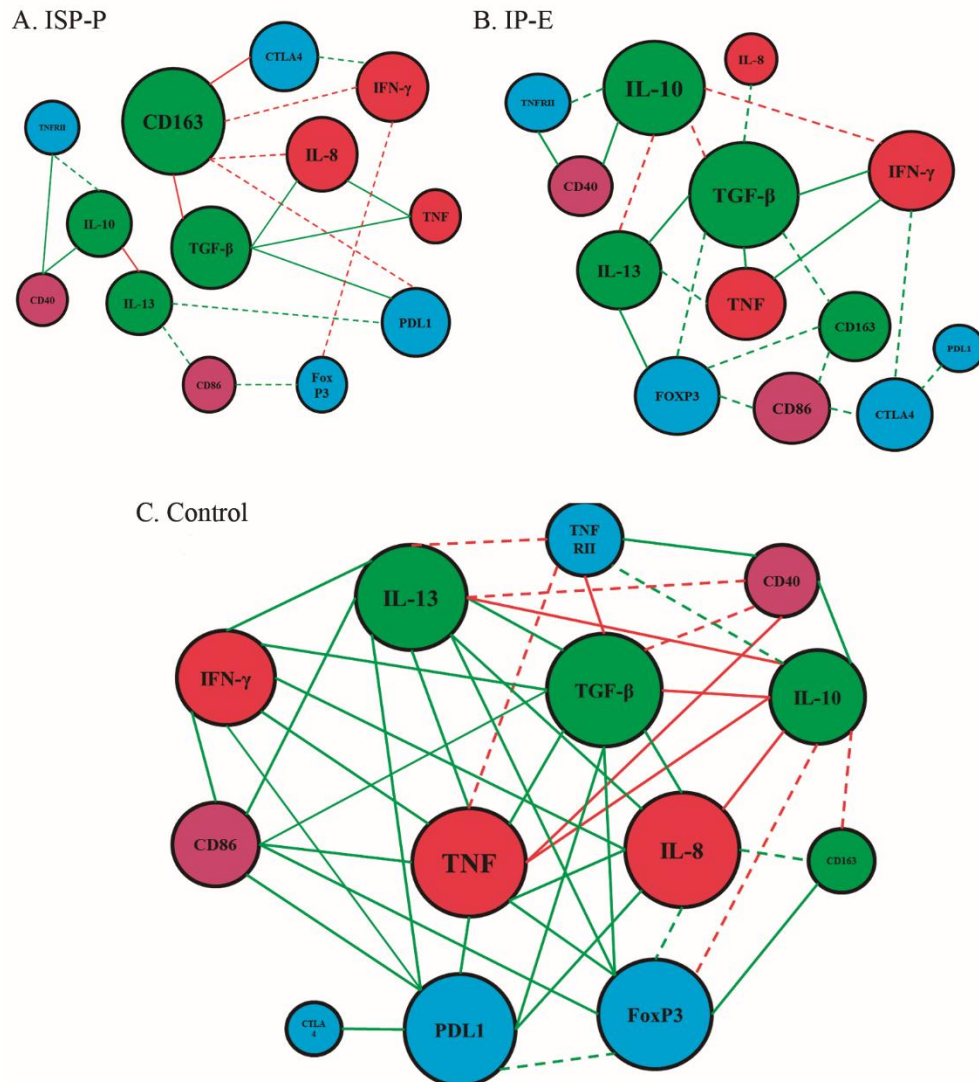 A. ISP-P
CTLA4
IFN-γ
CD163
TNFRII
IL-8
IL-10
TNF
TGF-β
CD40
IL-13
PDL1
CD86
Fox
P3
B. IP-E
IL-8
IL-10
TNFRII
CD40
IFN-γ
TGF-β
IL-13
TNF
CD163
PDL1
FOXP3
CD86
CTLA4
C. Control
TNF
RII
CD40
IL-13
IFN-γ
TGF-β
IL-10
CD86
TNF
IL-8
CD163
CTLA
4
PDL1
FoxP3